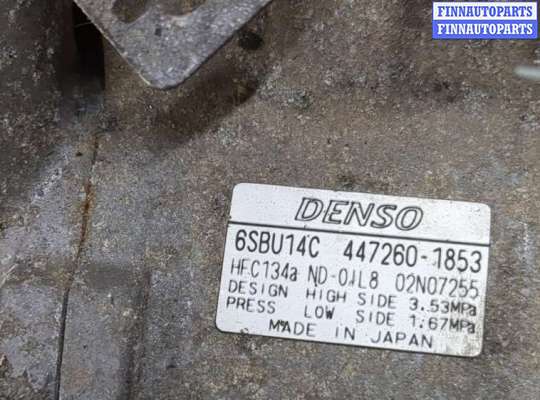 FINNAUTOPARTS
FINNAUTOPARTS
DENSO
6SBU14C 447260-1853
HFC134a ND-OIL8 02N07255
DESIGN HIGH SIDE 3.53MPa
PRESS LOW SIDE 1.67MPa
MADE IN JAPAN